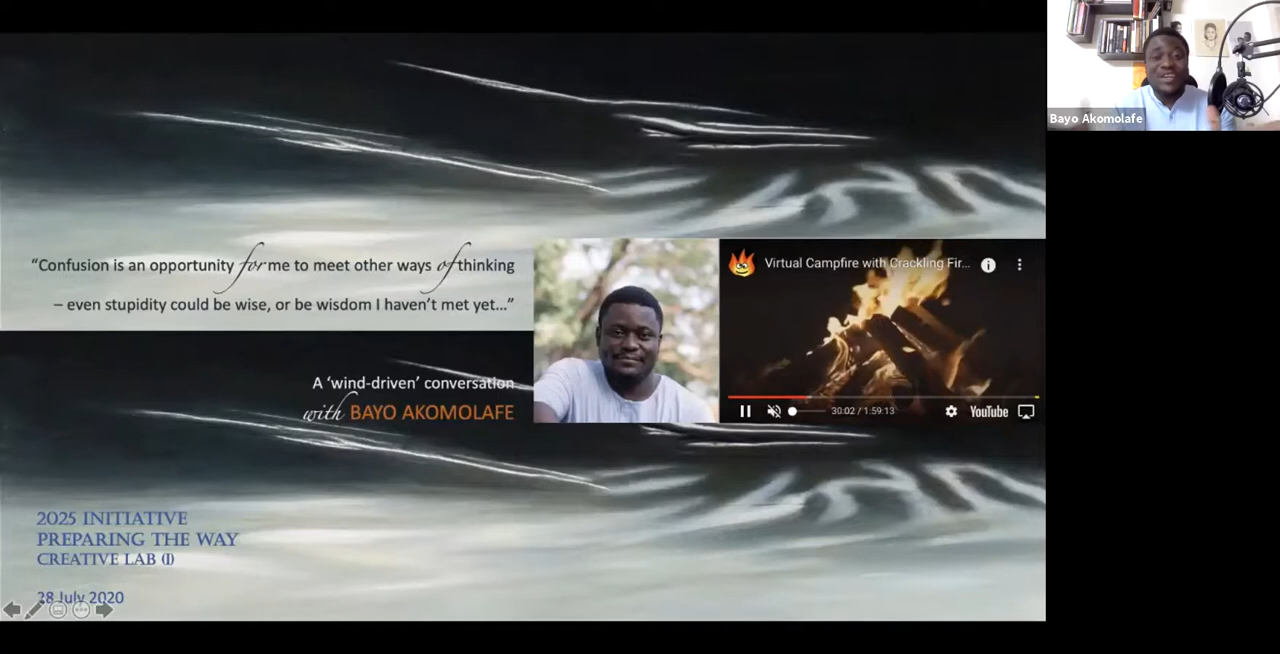 Bayo Akomolafe
"Confusion is an opportunity for me to meet other ways of thinking
– even stupidity could be wise, or be wisdom I haven't met yet..."
Virtual Campfire with Crackling Fir...
A 'wind-driven' conversation
with BAYO AKOMOLAFE
30:02 / 1:59:13
YouTube
2025 INITIATIVE
PREPARING THE WAY
CREATIVE LAB (I)
28 July 2020